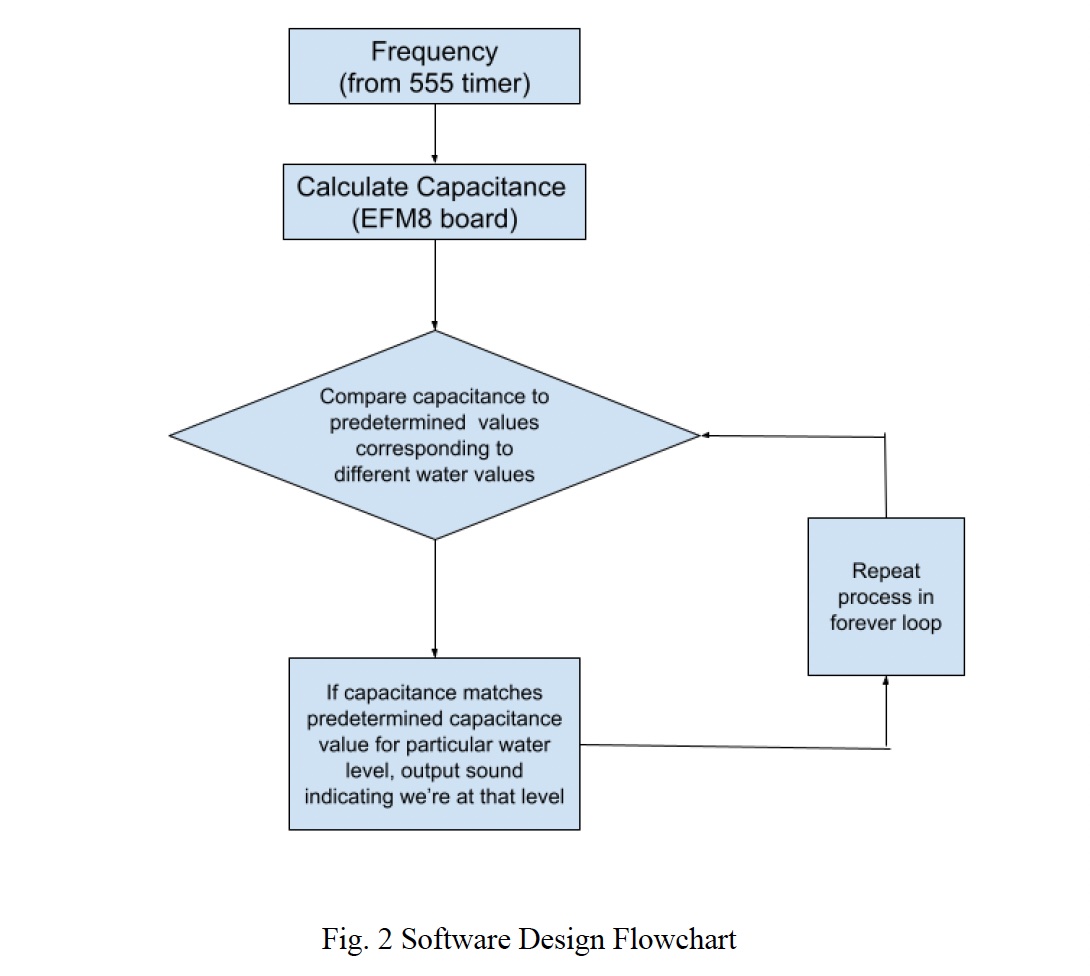 Frequency
(from 555 timer)
Calculate Capacitance
(EFM8 board)
Compare capacitance to
predetermined values
corresponding to
different water values
Repeat
process in
forever loop
If capacitance matches
predetermined capacitance
value for particular water
level, output sound
indicating we're at that level
Fig. 2 Software Design Flowchart